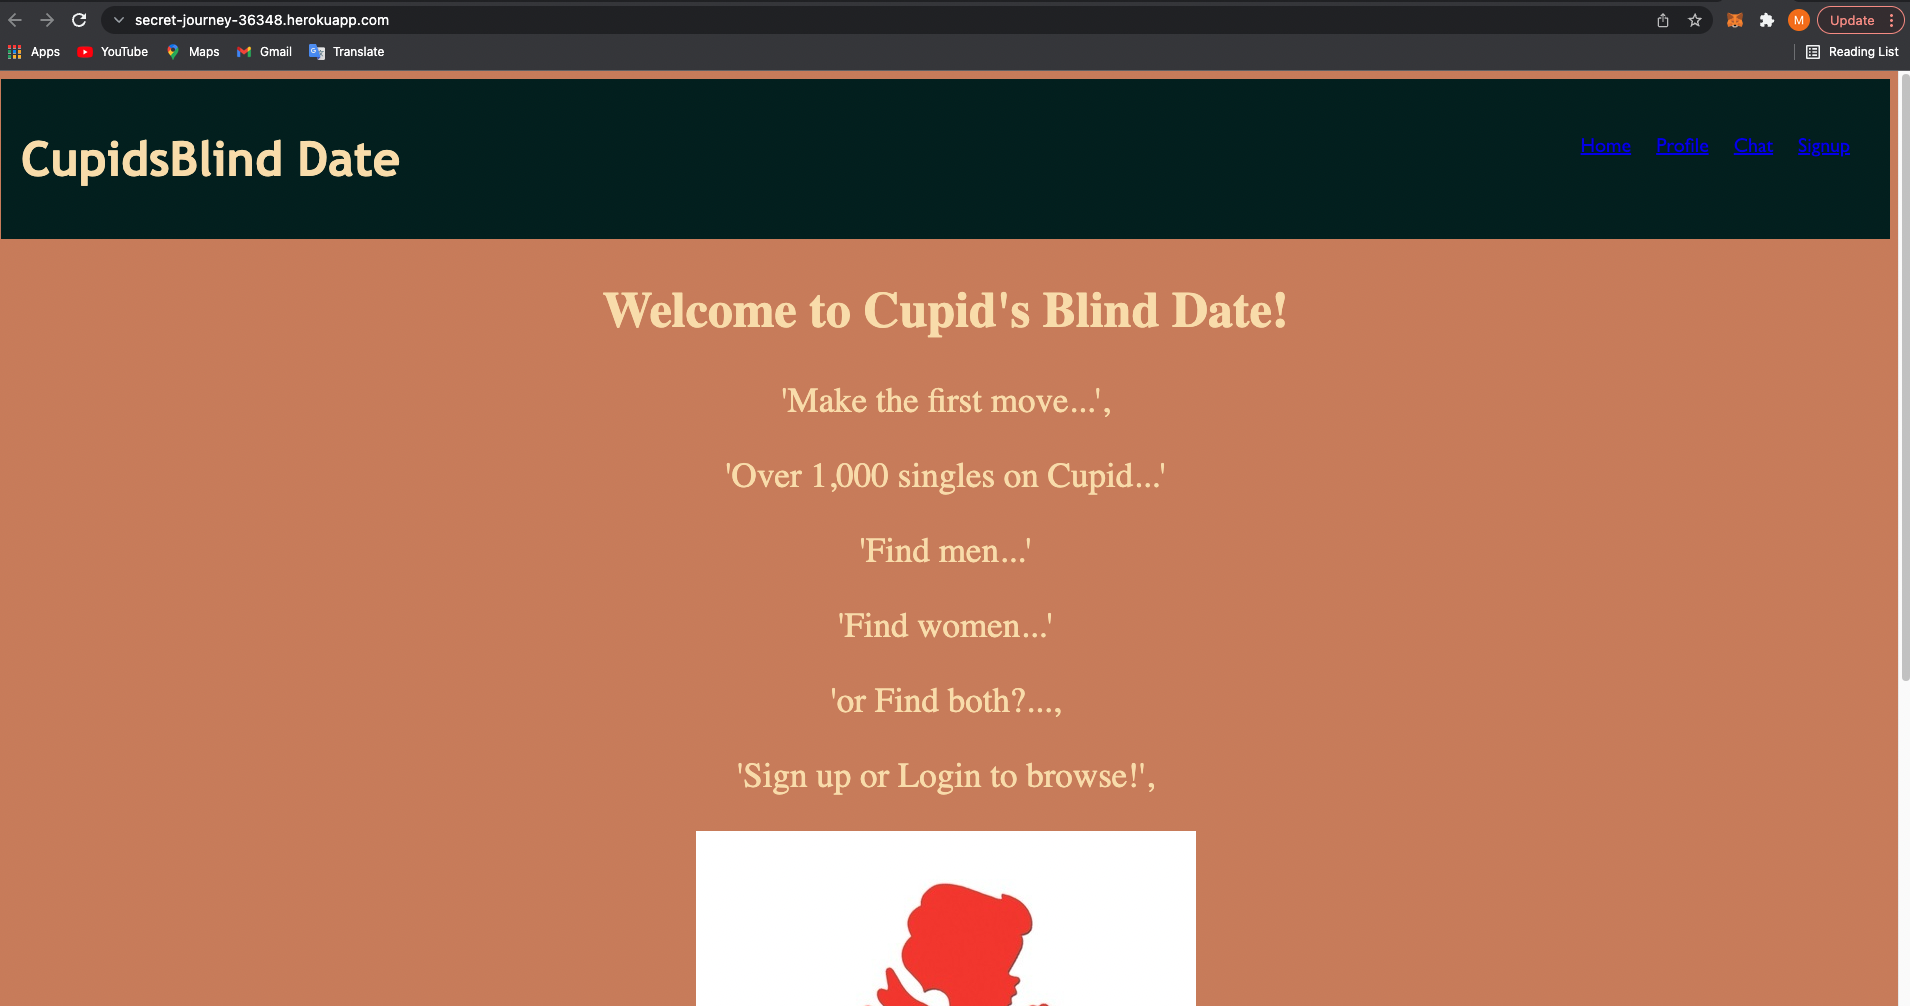 secret-journey-36348.herokuapp.com
M
Update
Apps
YouTube
Maps
Gmail
Translate
Reading List
CupidsBlind Date
Home Profile Chat Signup
Welcome to Cupid's Blind Date!
'Make the first move...',
'Over 1,000 singles on Cupid...'
'Find men...'
'Find women...'
'or Find both?...,
'Sign up or Login to browse!',